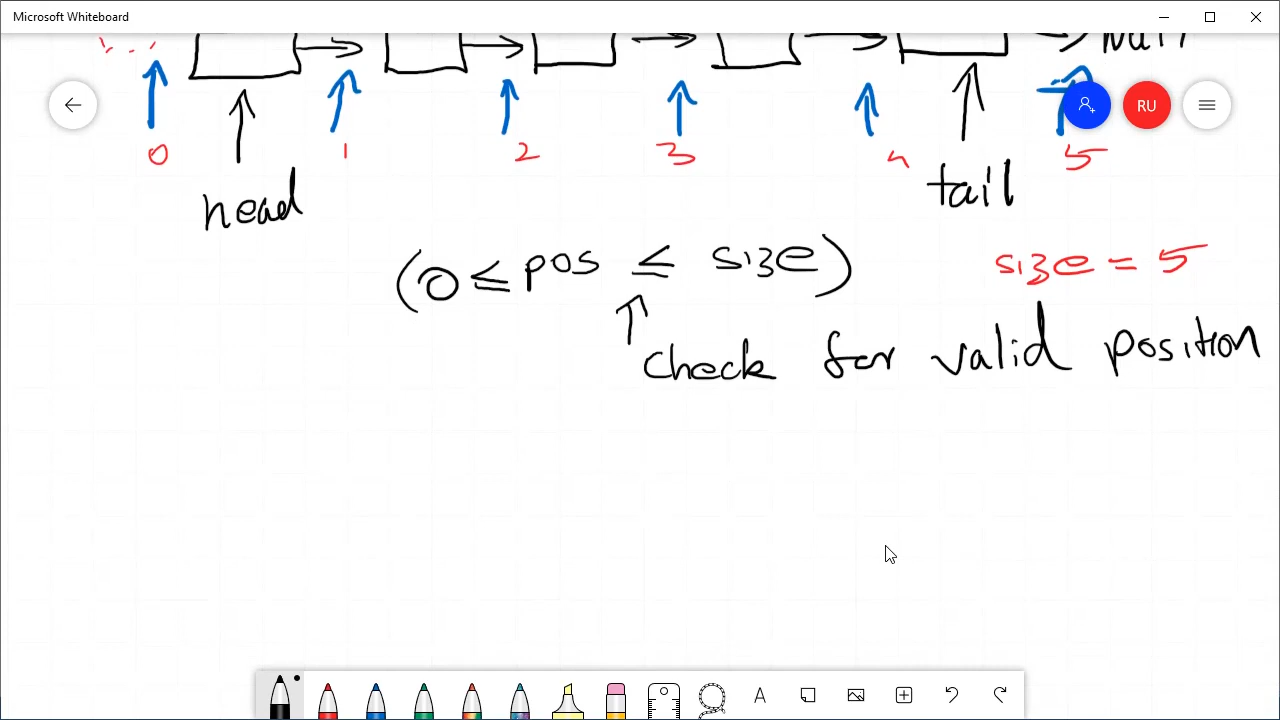 Microsoft Whiteboard
Null
RU
0 1 2 3 4 5
head
tail
(0 ≤ pos ≤ size)
size = 5
check for valid position
A